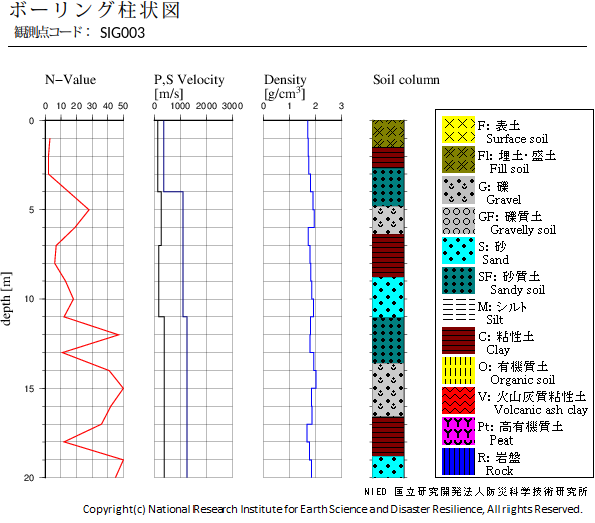 ボーリング柱状図
観測点コード： SIG003
N-Value
P,S Velocity
[m/s]
Density
[g/cm³]
Soil column
0 10 20 30 40 50
0 1000 2000 3000
0 1 2 3
0
5
10
15
20
depth [m]
F: 表土
Surface soil
Fl: 埋土・盛土
Fill soil
G: 礫
Gravel
GF: 礫質土
Gravelly soil
S: 砂
Sand
SF: 砂質土
Sandy soil
M: シルト
Silt
C: 粘性土
Clay
O: 有機質土
Organic soil
V: 火山灰質粘性土
Volcanic ash clay
Pt: 高有機質土
Peat
R: 岩盤
Rock
NIED 国立研究開発法人防災科学技術研究所
Copyright(c) National Research Institute for Earth Science and Disaster Resilience, All rights Reserved.